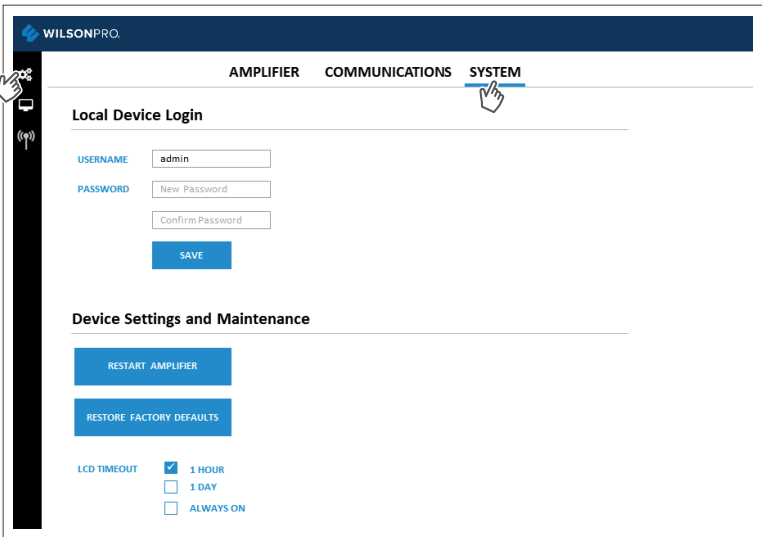 WILSONPRO.
AMPLIFIER COMMUNICATIONS SYSTEM
Local Device Login
USERNAME admin
PASSWORD New Password
Confirm Password
SAVE
Device Settings and Maintenance
RESTART AMPLIFIER
RESTORE FACTORY DEFAULTS
LCD TIMEOUT 1 HOUR
1 DAY
ALWAYS ON